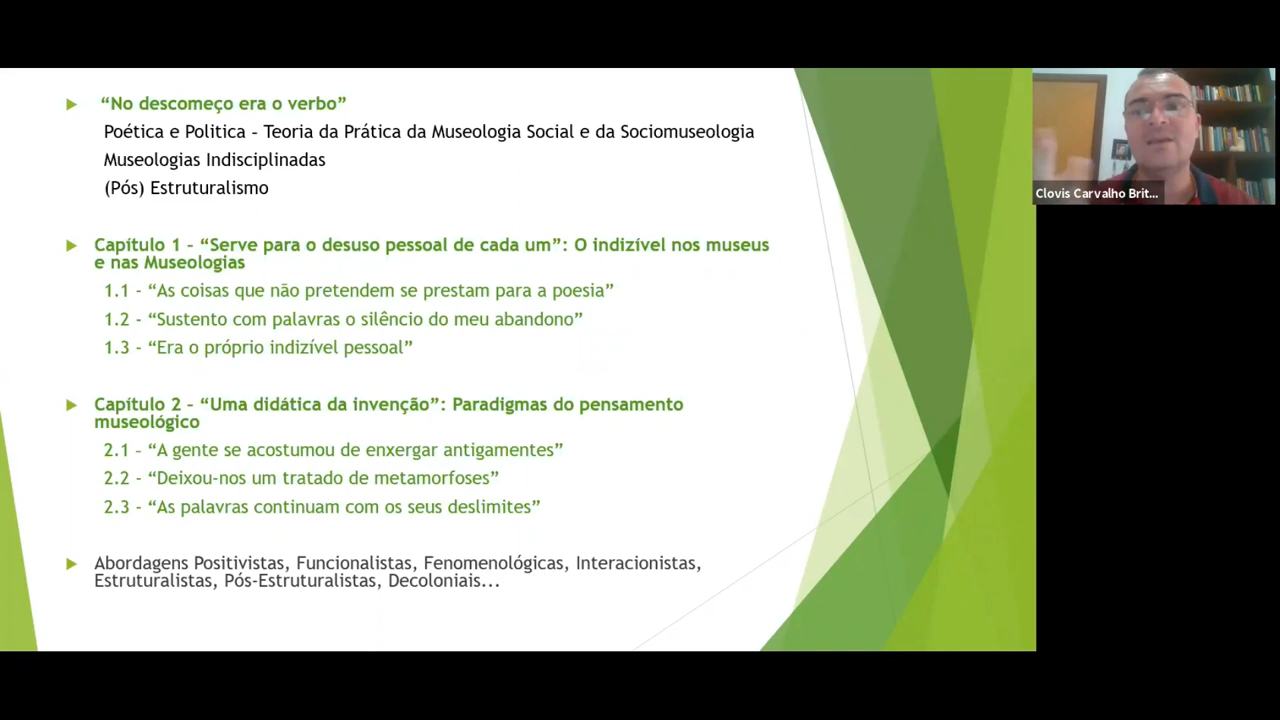 “No descomeço era o verbo”
Poética e Politica - Teoria da Prática da Museologia Social e da Sociomuseologia
Museologias Indisciplinadas
(Pós) Estruturalismo
Capítulo 1 – “Serve para o desuso pessoal de cada um”: O indizível nos museus
e nas Museologias
1.1 - “As coisas que não pretendem se prestam para a poesia”
1.2 - “Sustento com palavras o silêncio do meu abandono”
1.3 - “Era o próprio indizível pessoal”
Capítulo 2 – “Uma didática da invenção”: Paradigmas do pensamento
museológico
2.1 – “A gente se acostumou de enxergar antigamentes”
2.2 – “Deixou-nos um tratado de metamorfoses”
2.3 - “As palavras continuam com os seus deslimites”
Abordagens Positivistas, Funcionalistas, Fenomenológicas, Interacionistas,
Estruturalistas, Pós-Estruturalistas, Decoloniais...
Clovis Carvalho Brit...